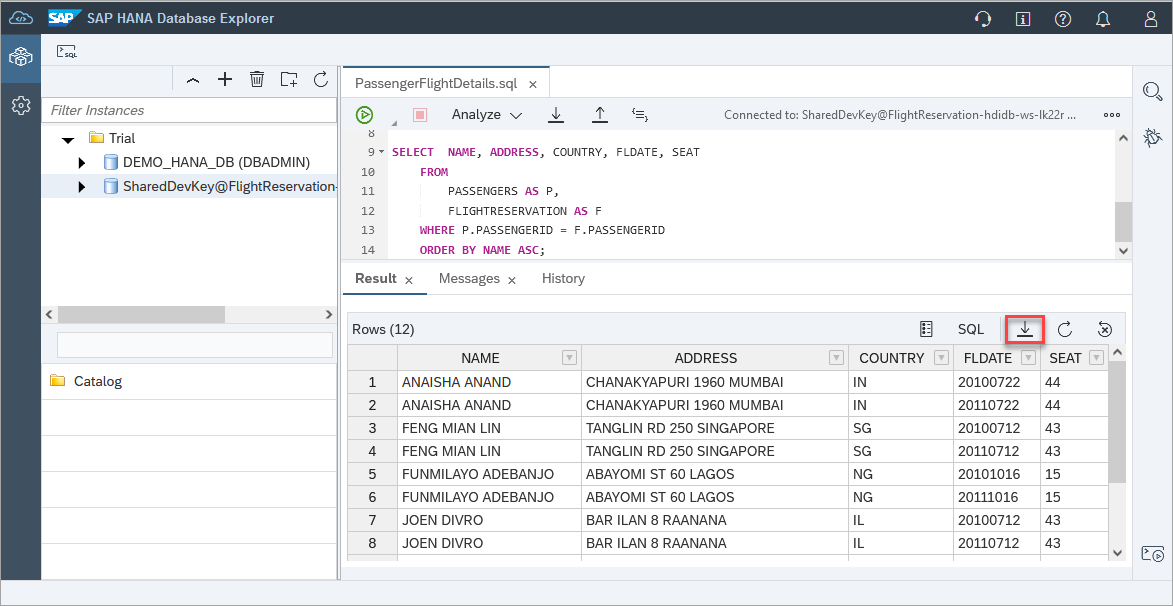 SAP SAP HANA Database Explorer
SQL
PassengerFlightDetails.sql
Filter Instances
Analyze
Connected to: SharedDevKey@FlightReservation-hdidb-ws-lk22r ...
Trial
DEMO_HANA_DB (DBADMIN)
SharedDevKey@FlightReservation-
8
9 SELECT NAME, ADDRESS, COUNTRY, FLDATE, SEAT
10 FROM
11 PASSENGERS AS P,
12 FLIGHTRESERVATION AS F
13 WHERE P.PASSENGERID = F.PASSENGERID
14 ORDER BY NAME ASC;
Result Messages History
Rows (12) SQL
Catalog
NAME ADDRESS COUNTRY FLDATE SEAT
1 ANAISHA ANAND CHANAKYAPURI 1960 MUMBAI IN 20100722 44
2 ANAISHA ANAND CHANAKYAPURI 1960 MUMBAI IN 20110722 44
3 FENG MIAN LIN TANGLIN RD 250 SINGAPORE SG 20100712 43
4 FENG MIAN LIN TANGLIN RD 250 SINGAPORE SG 20110712 43
5 FUNMILAYO ADEBANJO ABAYOMI ST 60 LAGOS NG 20101016 15
6 FUNMILAYO ADEBANJO ABAYOMI ST 60 LAGOS NG 20111016 15
7 JOEN DIVRO BAR ILAN 8 RAANANA IL 20100712 43
8 JOEN DIVRO BAR ILAN 8 RAANANA IL 20110712 43